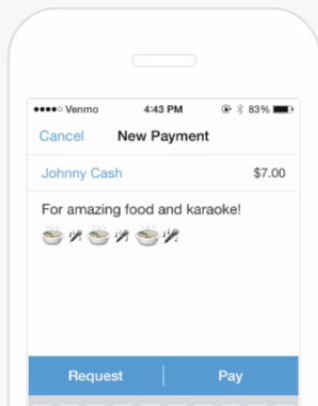 Venmo 4:43 PM 83%
Cancel New Payment
Johnny Cash $7.00
For amazing food and karaoke!
Request Pay